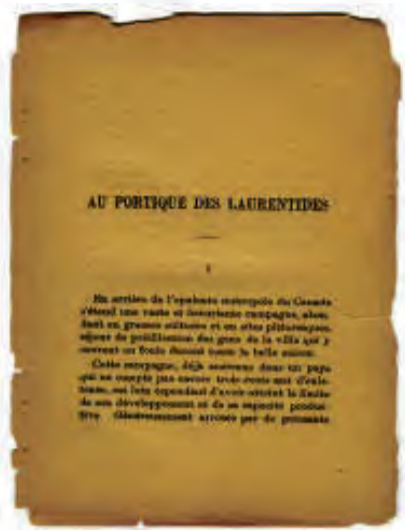 AU PORTIQUE DES LAURENTIDES
I
En arrière de l'opulente métropole du Canada
s'étend une vaste et luxuriante campagne, abon-
dant en grasses cultures et en sites pittoresques,
séjour de prédilection des gens de la ville qui y
accourent en foule durant toute la belle saison.
Cette campagne, déjà ancienne dans un pays
qui ne compte pas encore trois cents ans d'exis-
tence, est loin cependant d'avoir atteint la limite
de son développement et de sa capacité produc-
tive. Généreusement arrosée par de puissants